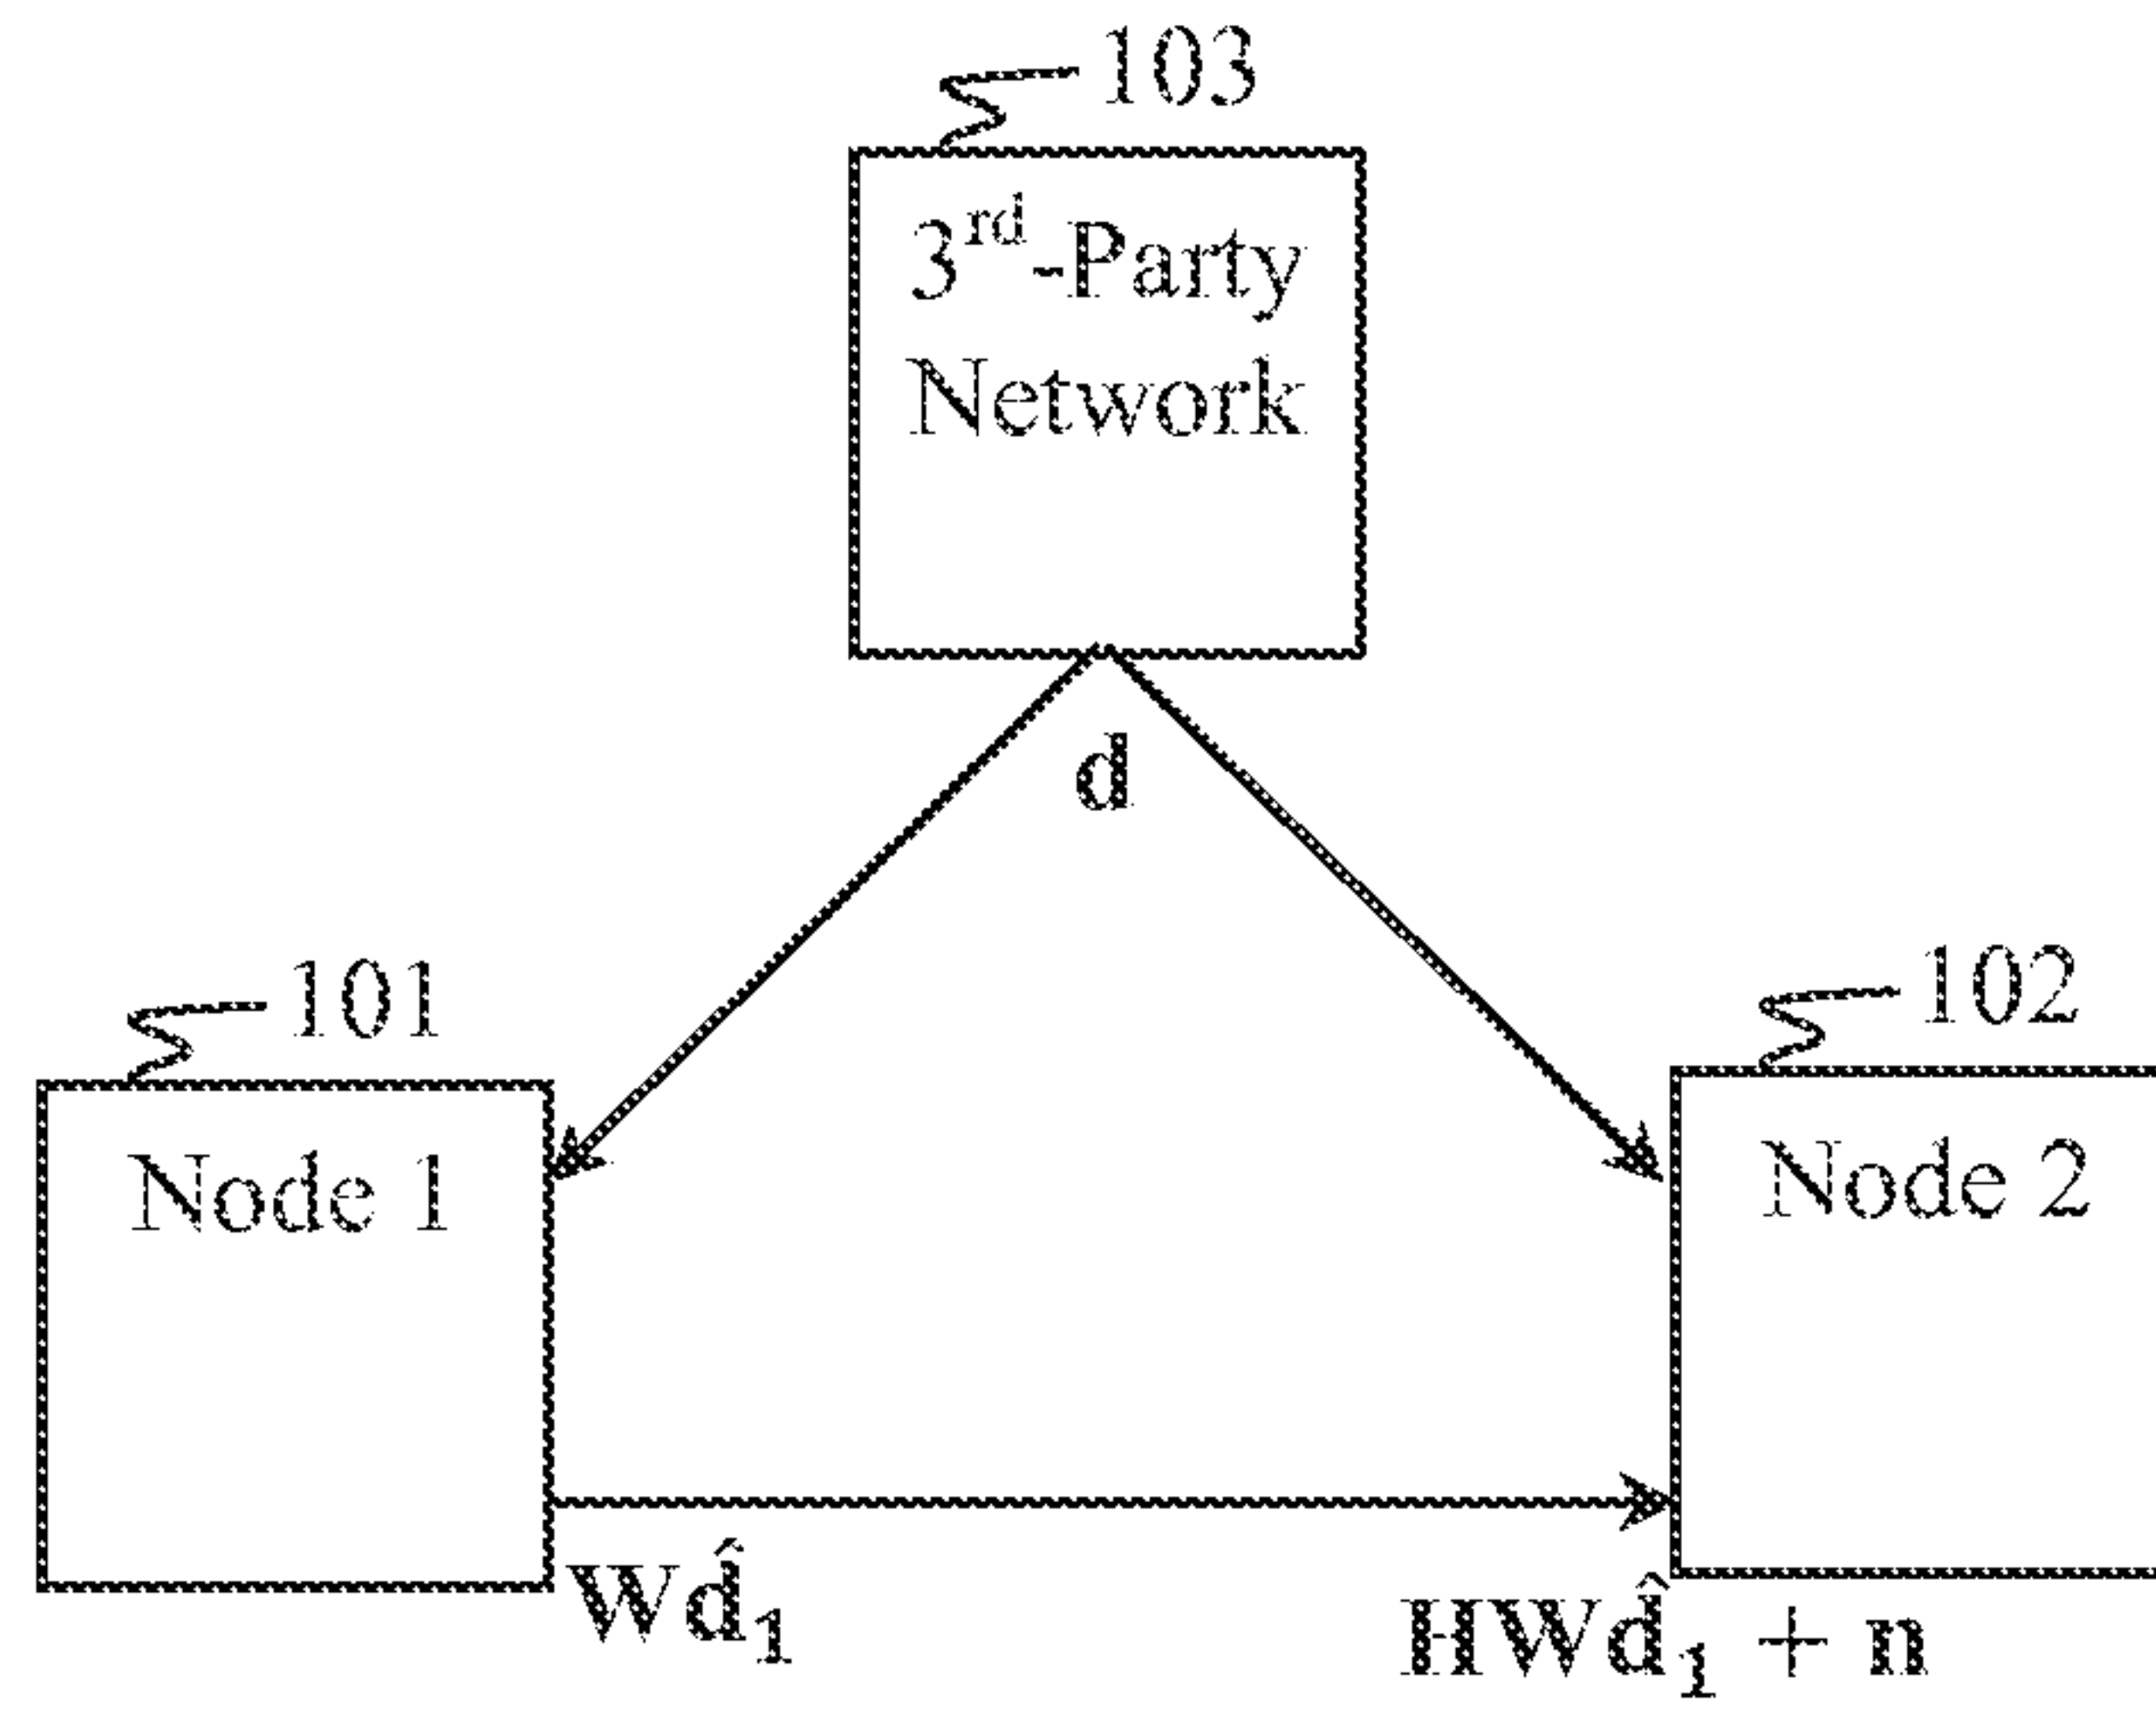 103
3rd-Party
Network
d
101
102
Node 1
Node 2
Wd̂1
HWd̂1 + n